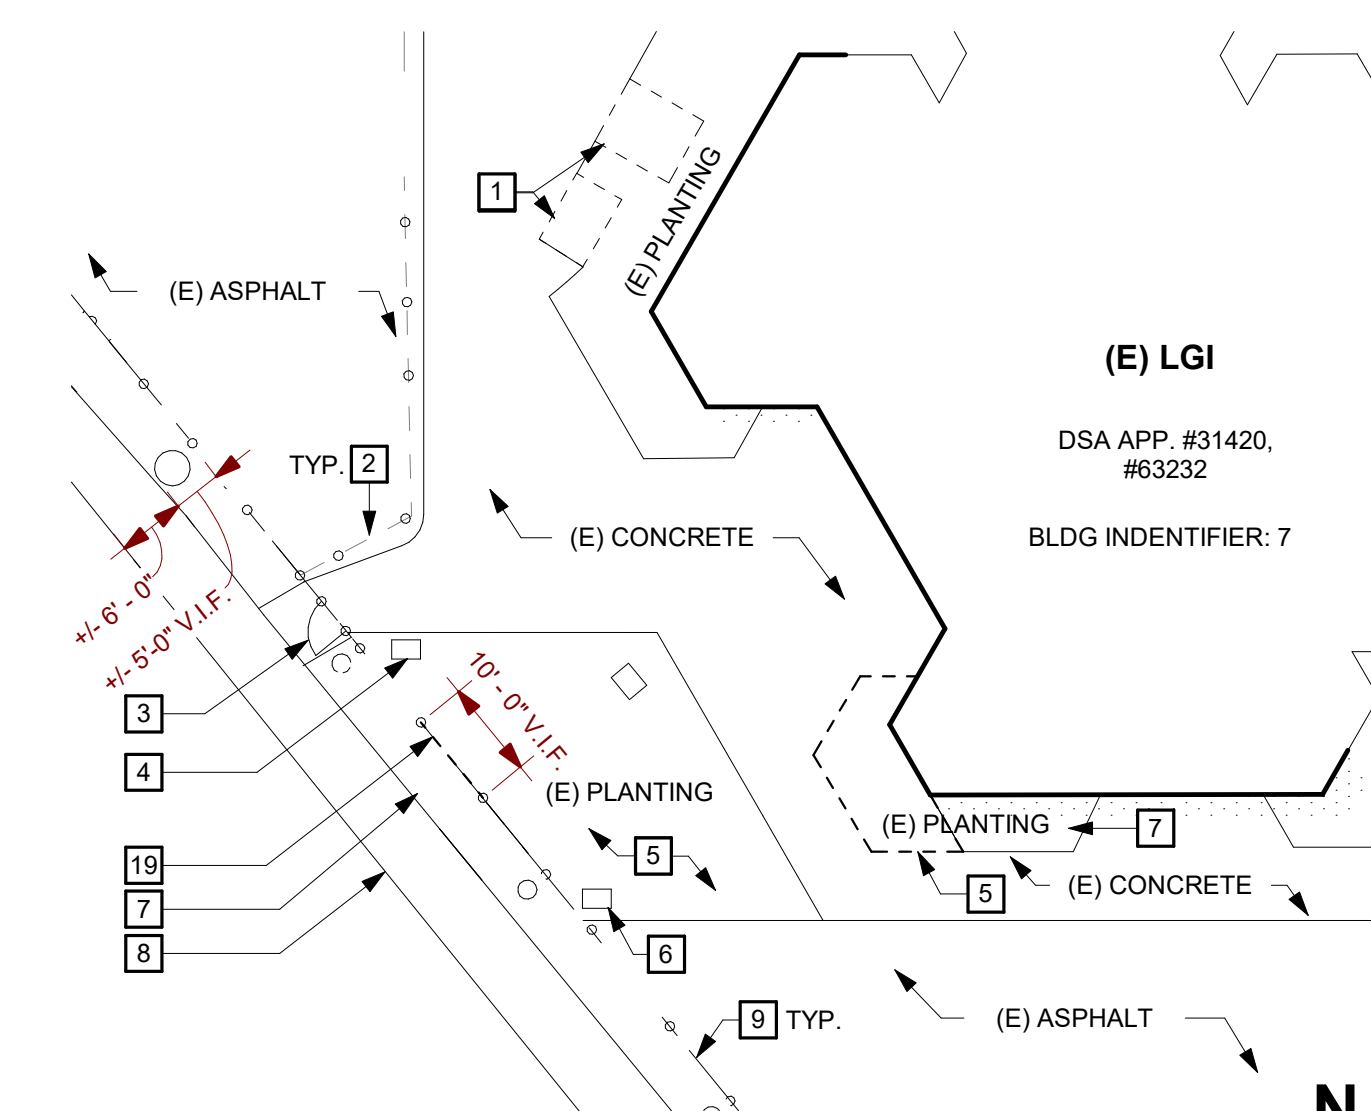 1
(E) PLANTING
(E) ASPHALT
(E) LGI
DSA APP. #31420,
#63232
BLDG INDENTIFIER: 7
TYP. 2
(E) CONCRETE
+/- 6' - 0"
+/- 5'-0" V.I.F.
10' - 0" V.I.F.
3
4
(E) PLANTING
(E) PLANTING
7
19
5
5
(E) CONCRETE
7
8
6
9 TYP.
(E) ASPHALT
N